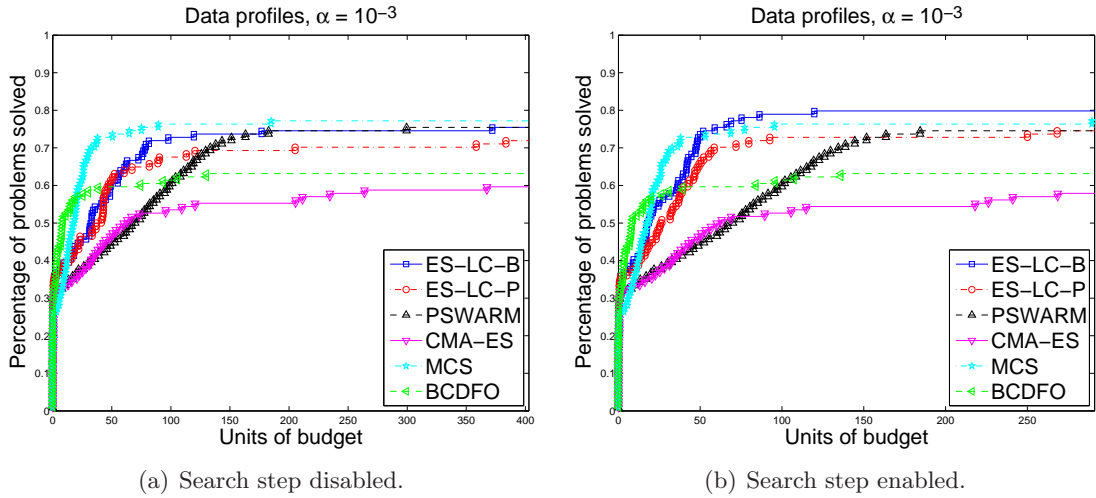 Data profiles, α = 10⁻³
Percentage of problems solved
1
0.9
0.8
0.7
0.6
0.5
0.4
0.3
0.2
0.1
0
0 50 100 150 200 250 300 350 400
Units of budget
ES−LC−B
ES−LC−P
PSWARM
CMA−ES
MCS
BCDFO
(a) Search step disabled.
Data profiles, α = 10⁻³
Percentage of problems solved
1
0.9
0.8
0.7
0.6
0.5
0.4
0.3
0.2
0.1
0
0 50 100 150 200 250
Units of budget
ES−LC−B
ES−LC−P
PSWARM
CMA−ES
MCS
BCDFO
(b) Search step enabled.